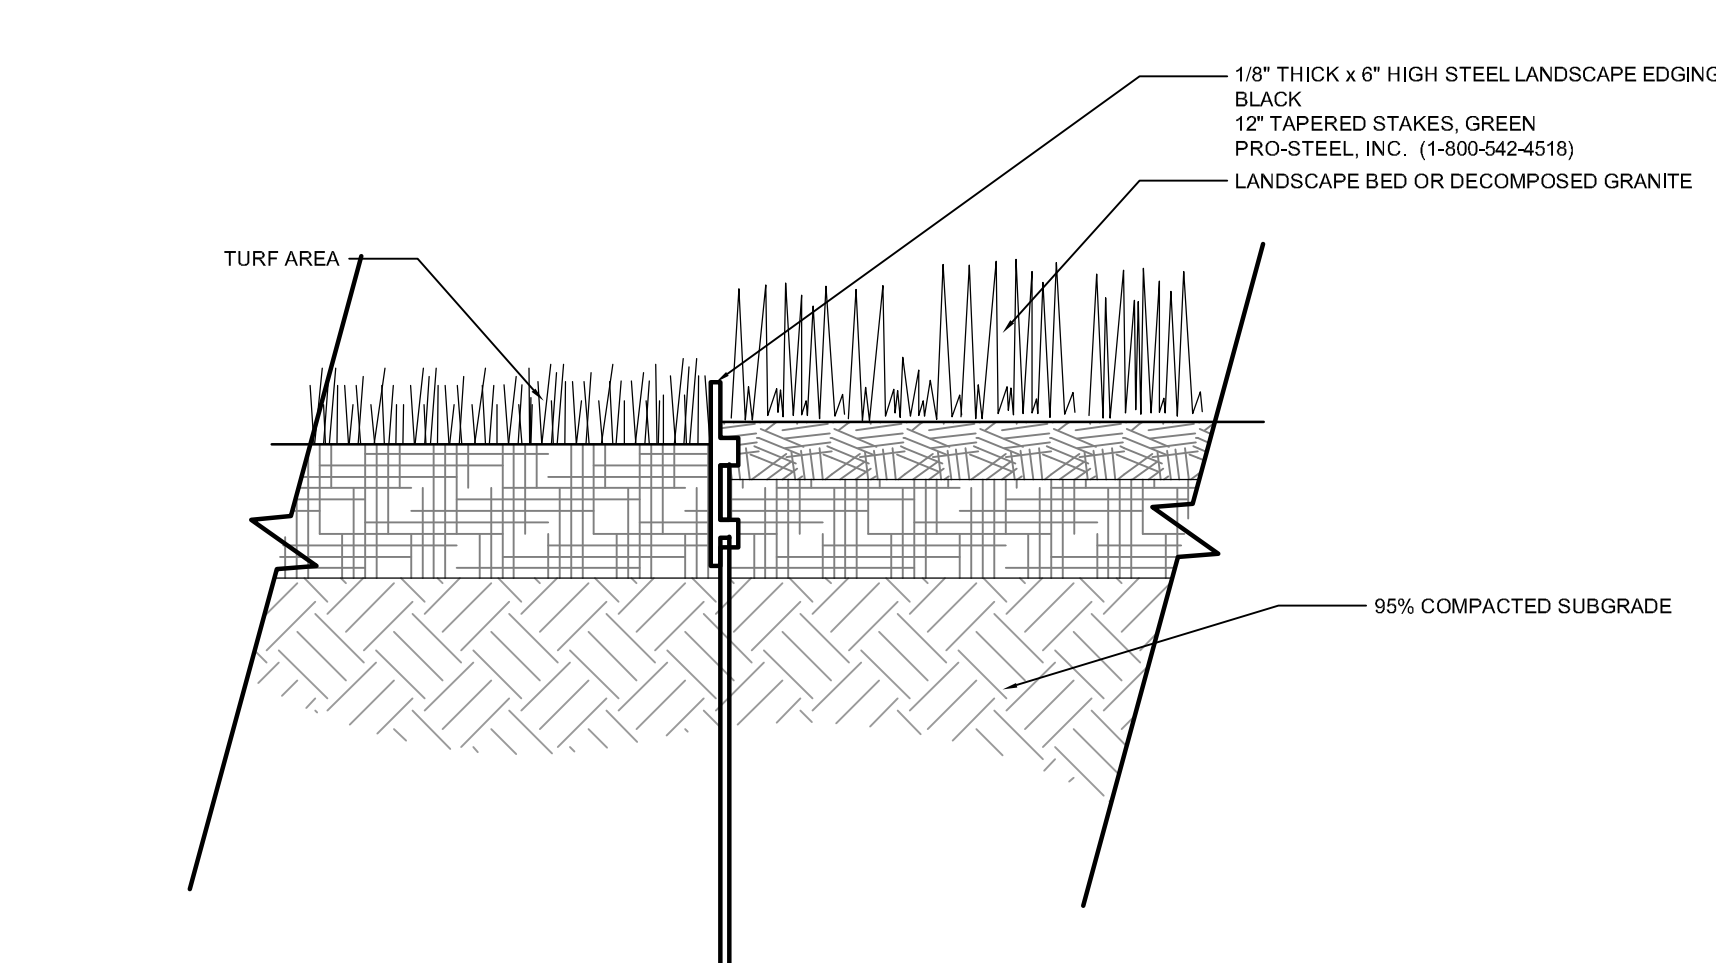 1/8" THICK x 6" HIGH STEEL LANDSCAPE EDGING
BLACK
12" TAPERED STAKES, GREEN
PRO-STEEL, INC. (1-800-542-4518)
LANDSCAPE BED OR DECOMPOSED GRANITE
TURF AREA
95% COMPACTED SUBGRADE